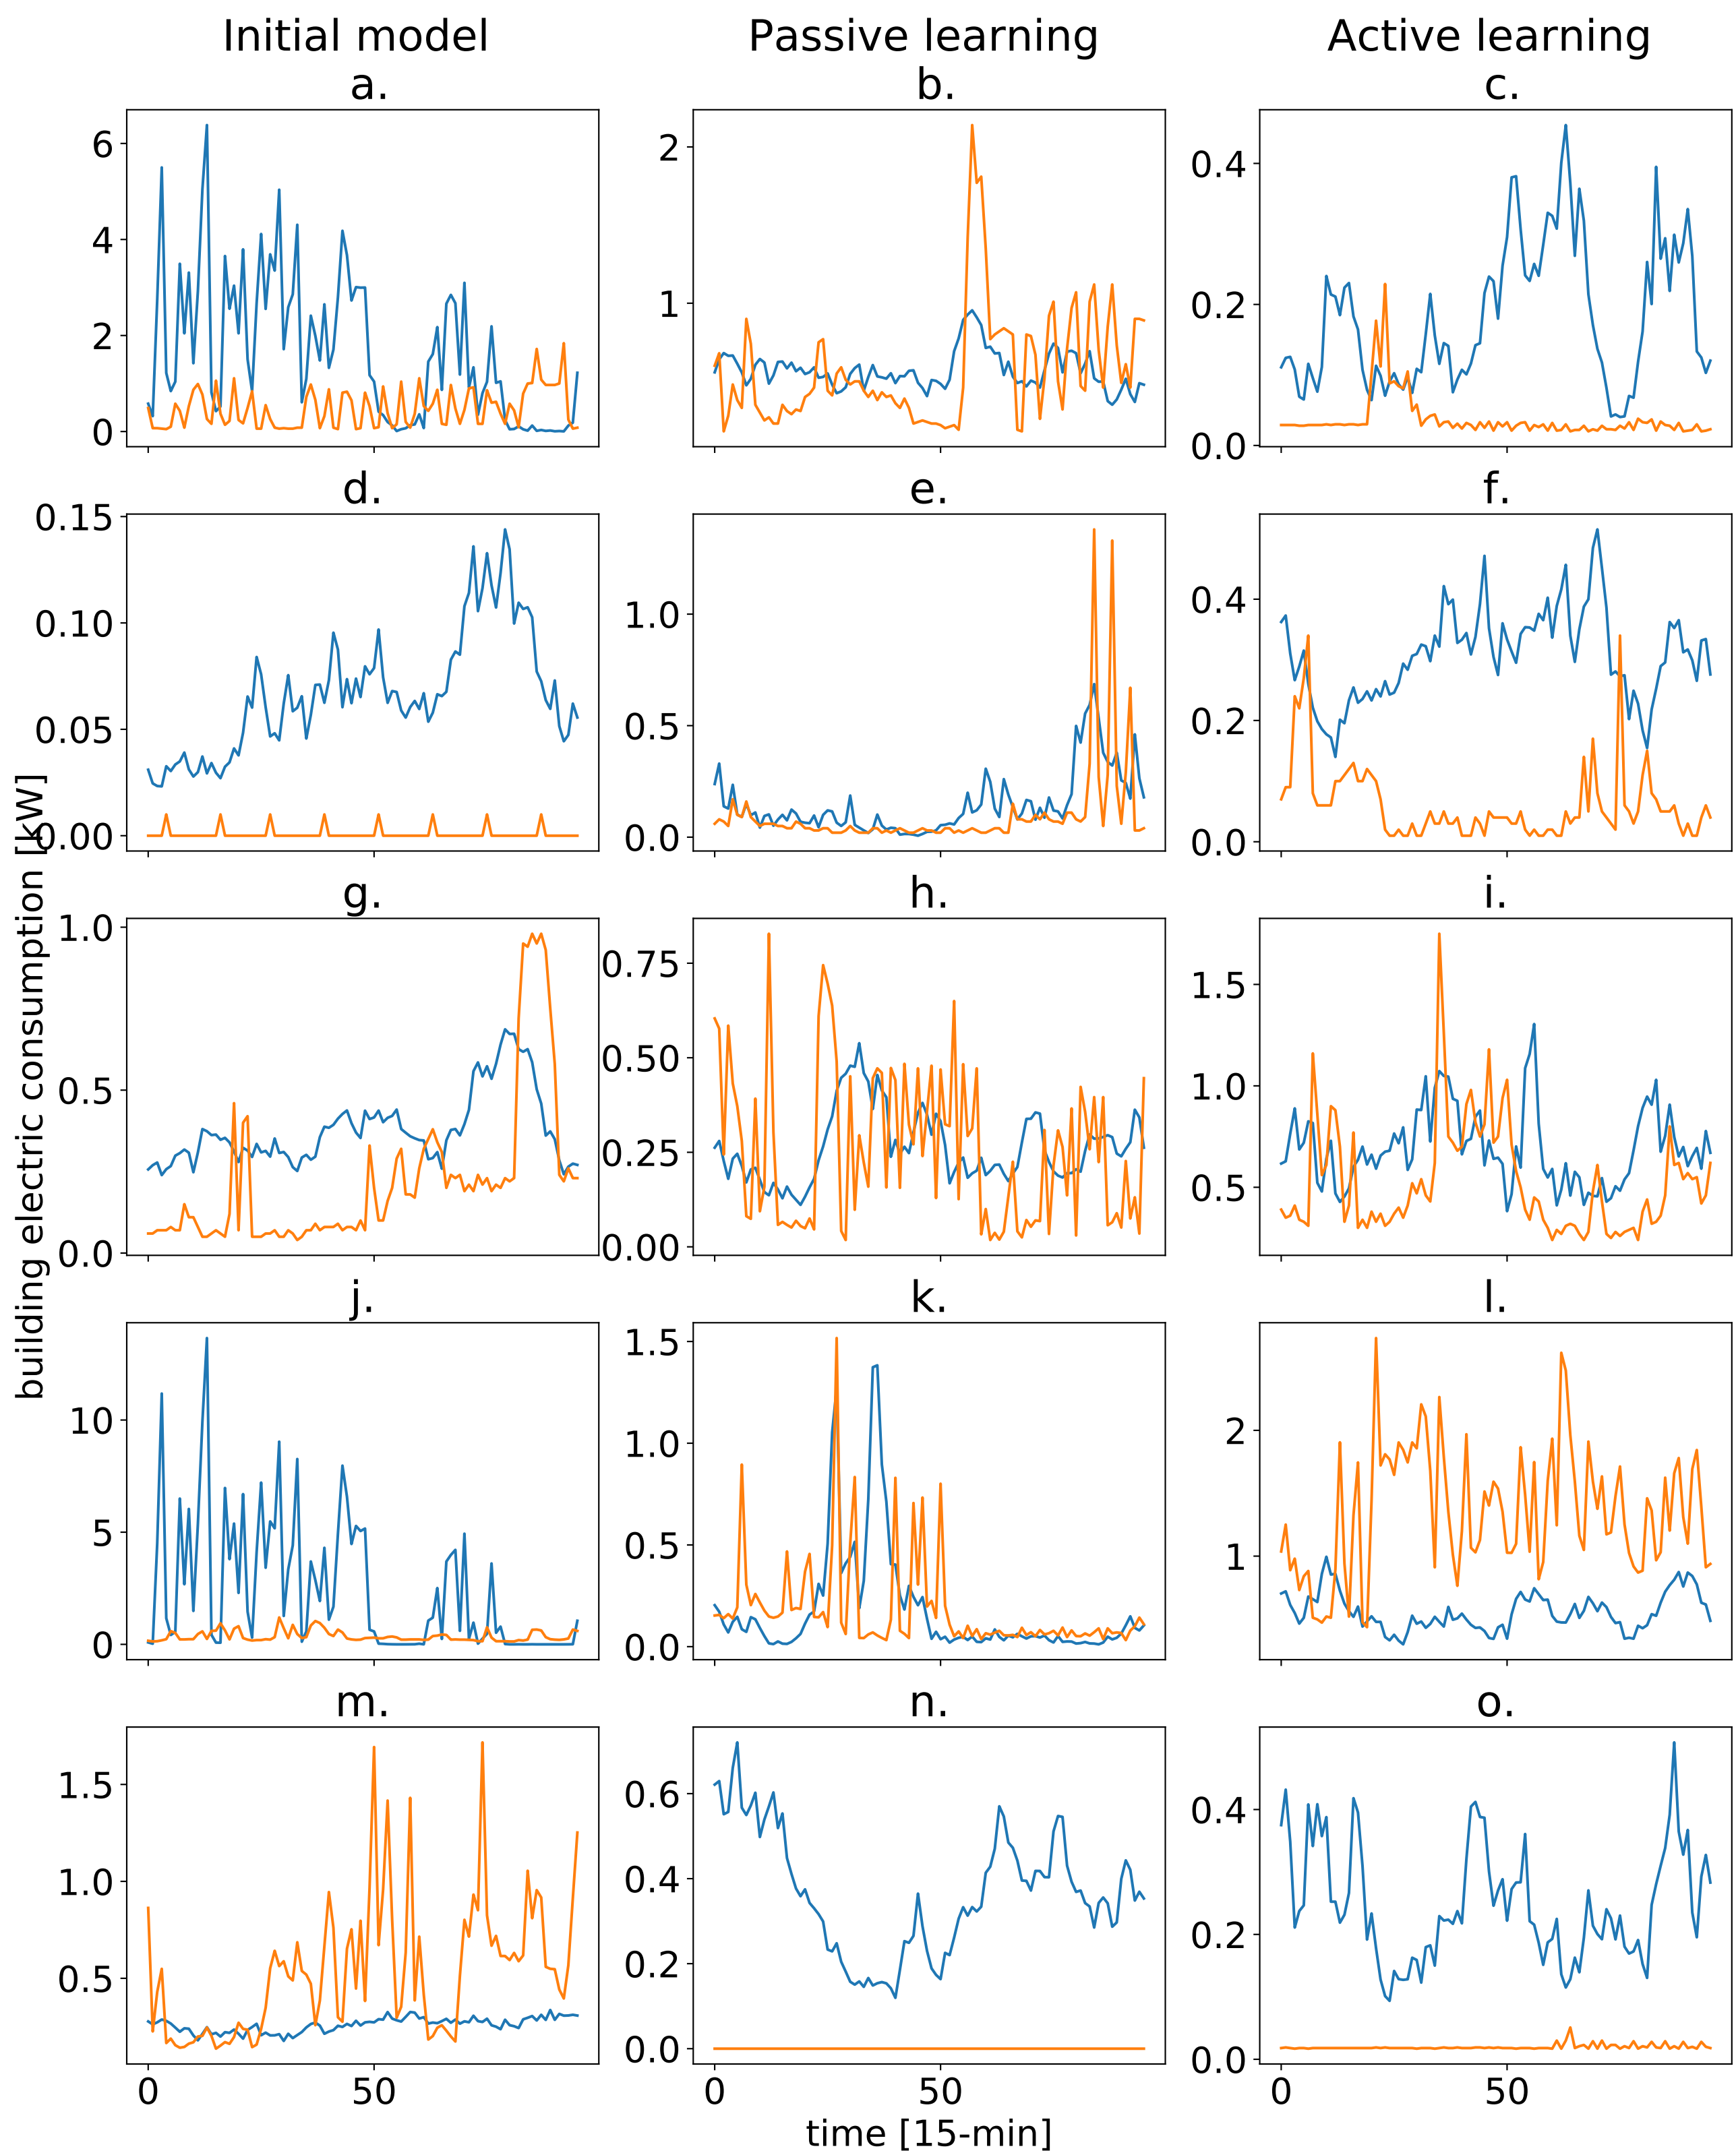 Initial model Passive learning Active learning
a. b. c.
6 4 2 0
2 1
0.4 0.2 0.0
d. e. f.
0.15 0.10 0.05 0.00
1.0 0.5 0.0
0.4 0.2 0.0
building electric consumption [kW]
g. h. i.
1.0 0.5 0.0
0.75 0.50 0.25 0.00
1.5 1.0 0.5
j. k. l.
10 5 0
1.5 1.0 0.5 0.0
2 1
m. n. o.
1.5 1.0 0.5
0.6 0.4 0.2 0.0
0.4 0.2 0.0
0 50 0 50 0 50
time [15-min]